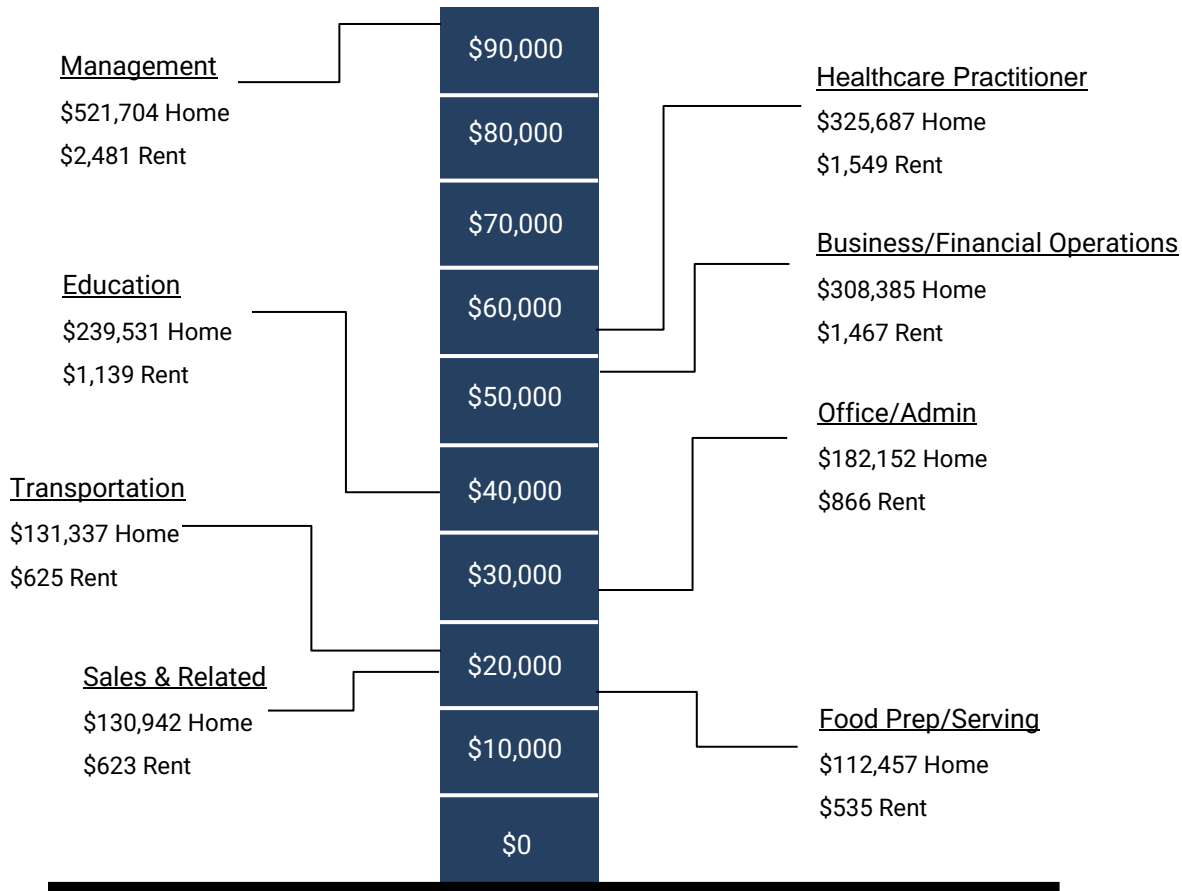 Management
$521,704 Home
$2,481 Rent
Education
$239,531 Home
$1,139 Rent
Transportation
$131,337 Home
$625 Rent
Sales & Related
$130,942 Home
$623 Rent
$90,000
$80,000
$70,000
$60,000
$50,000
$40,000
$30,000
$20,000
$10,000
$0
Healthcare Practitioner
$325,687 Home
$1,549 Rent
Business/Financial Operations
$308,385 Home
$1,467 Rent
Office/Admin
$182,152 Home
$866 Rent
Food Prep/Serving
$112,457 Home
$535 Rent